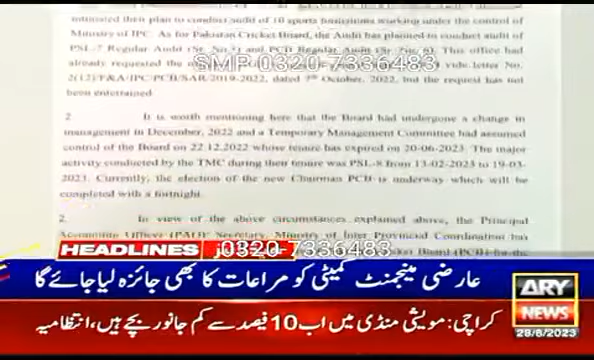 intimated their plan to conduct audit of 10 sports
working under the control of
Ministry of IPC. As for Pakistan Cricket Board, the Audit has planned to conduct audit of
PSL-7 Regular Audit (Sr. No. ) and PCB Regular Audit (Sr. No. 6). This office had
already requested the
vide letter No.
SMP 0320-7336483
2(12)/F&A/IPC/PCB/SAR/2019-2022, dated 7th October, 2022, but the request has not
been entertained.
2 It is worth mentioning here that the Board had undergone a change in
management in December, 2022 and a Temporary Management Committee had assumed
control of the Board on 22.12.2022 whose tenure has expired on 20-06-2023. The major
activity conducted by the TMC during their tenure was PSL-8 from 13-02-2023 to 19-03-
2023. Currently, the election of the new Chairman PCB is underway which will be
completed with a fortnight.
2. In view of the above circumstances explained above, the Principal
Accounting Officer (PAO)/ Secretary, Ministry of Inter Provincial Coordination has
Board (PCB) for the
HEADLINES
0320-7336483
عارضی مینجمنٹ کمیٹی کو مراعات کا بھی جائزہ لیا جائے گا
کراچی: مویشی منڈی میں اب 10 فیصد سے کم جانور بچے ہیں، انتظامیہ
ARY
NEWS
28/6/2023